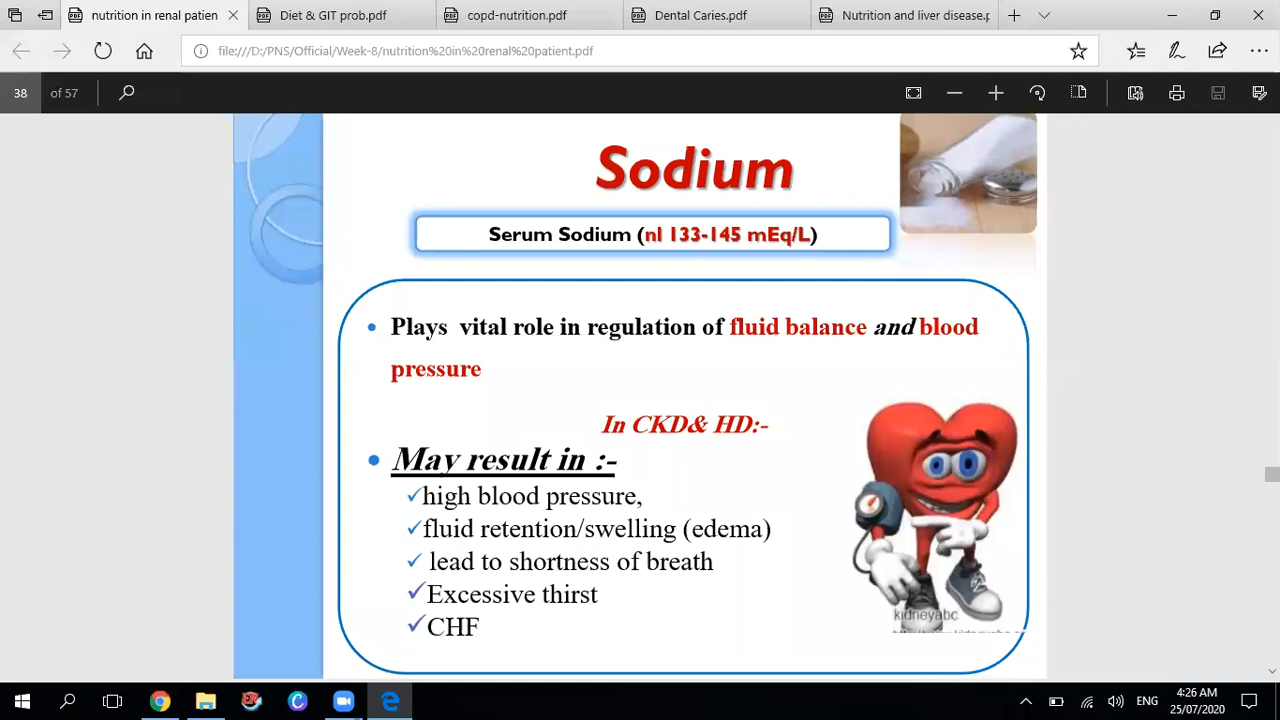 nutrition in renal patien
Diet & GIT prob.pdf
copd-nutrition.pdf
Dental Caries.pdf
Nutrition and liver disease.p
file:///D:/PNS/Official/Week-8/nutrition%20in%20renal%20patient.pdf
38 of 57
Sodium
Serum Sodium (nl 133-145 mEq/L)
Plays vital role in regulation of fluid balance and blood
pressure
In CKD& HD:-
May result in :-
high blood pressure,
fluid retention/swelling (edema)
lead to shortness of breath
Excessive thirst
CHF
kidneyabc
ENG
4:26 AM
25/07/2020